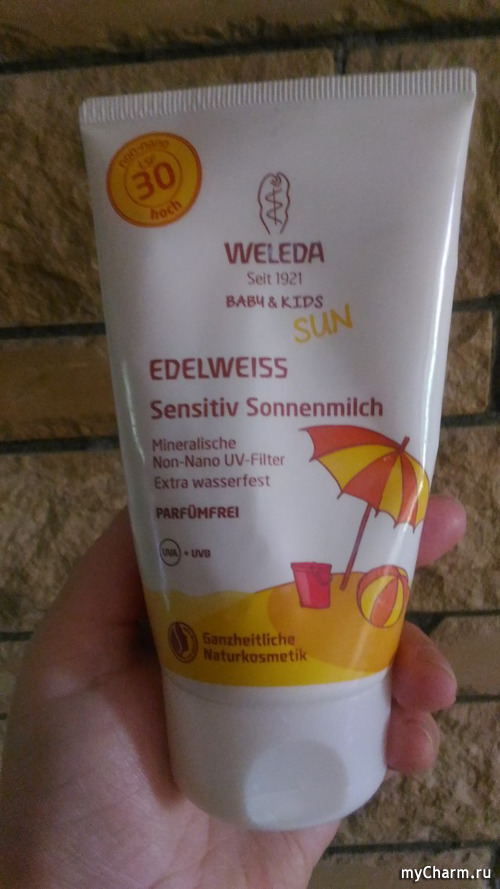 non-nano
LSF
30
hoch
WELEDA
Seit 1921
BABY & KIDS
SUN
EDELWEISS
Sensitiv Sonnenmilch
Mineralische
Non-Nano UV-Filter
Extra wasserfest
PARFÜMFREI
UVA + UVB
Ganzheitliche
Naturkosmetik
myCharm.ru